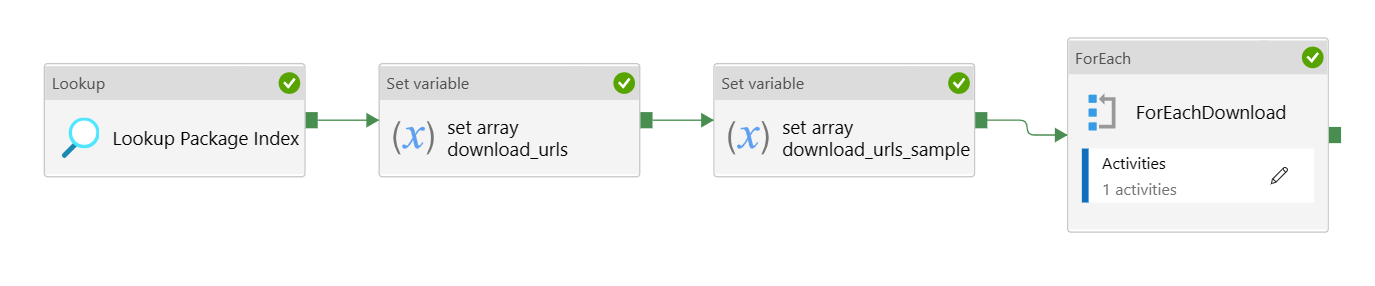 Lookup
Lookup Package Index
Set variable
(x)
set array
download_urls
Set variable
(x)
set array
download_urls_sample
ForEach
ForEachDownload
Activities
1 activities